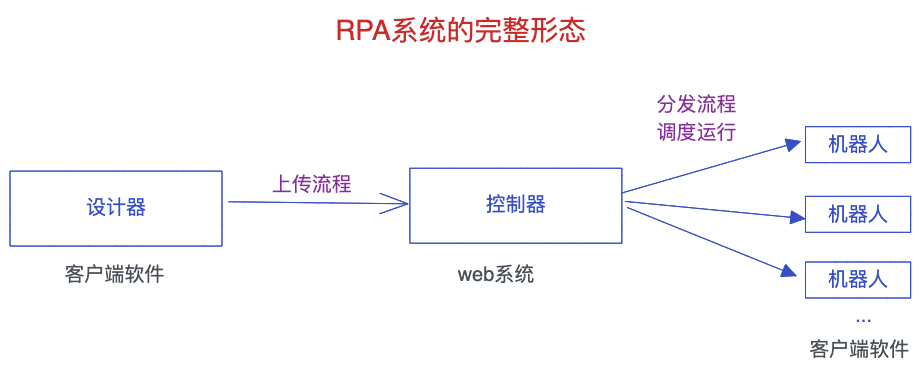 RPA系统的完整形态
分发流程
调度运行
机器人
上传流程
设计器
控制器
机器人
客户端软件
web系统
机器人
...
客户端软件